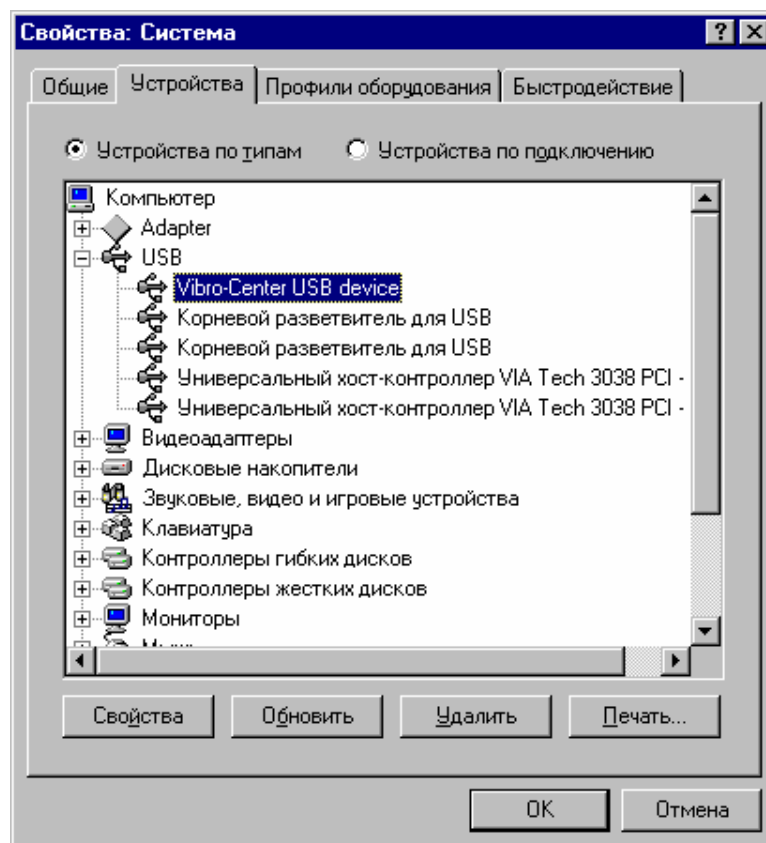 Свойства: Система
Общие Устройства Профили оборудования Быстродействие
Устройства по типам Устройства по подключению
Компьютер
Adapter
USB
Vibro-Center USB device
Корневой разветвитель для USB
Корневой разветвитель для USB
Универсальный хост-контроллер VIA Tech 3038 PCI -
Универсальный хост-контроллер VIA Tech 3038 PCI -
Видеоадаптеры
Дисковые накопители
Звуковые, видео и игровые устройства
Клавиатура
Контроллеры гибких дисков
Контроллеры жестких дисков
Мониторы
Свойства Обновить Удалить Печать...
OK Отмена